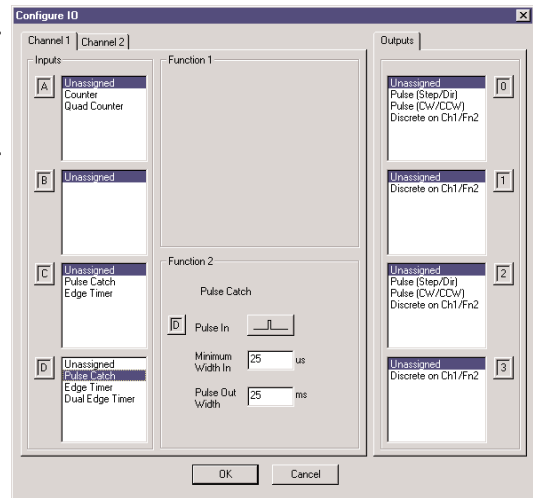 Configure IO
Channel 1
Channel 2
Inputs
A
Unassigned
Counter
Quad Counter
B
Unassigned
C
Unassigned
Pulse Catch
Edge Timer
D
Unassigned
Pulse Catch
Edge Timer
Dual Edge Timer
Function 1
Function 2
Pulse Catch
D
Pulse In
Minimum
Width In
25
us
Pulse Out
Width
25
ms
Outputs
Unassigned
Pulse (Step/Dir)
Pulse (CW/CCW)
Discrete on Ch1/Fn2
0
Unassigned
Discrete on Ch1/Fn2
1
Unassigned
Pulse (Step/Dir)
Pulse (CW/CCW)
Discrete on Ch1/Fn2
2
Unassigned
Discrete on Ch1/Fn2
3
OK
Cancel